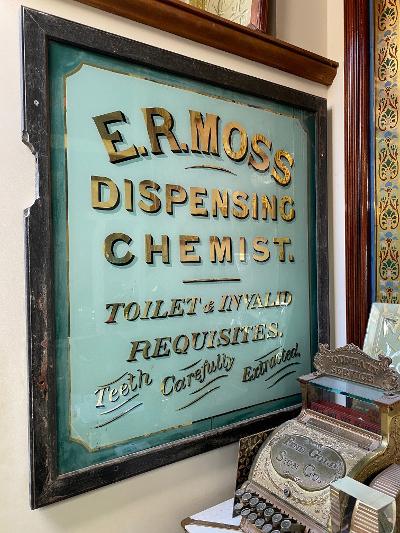 E.R.MOSS
DISPENSING
CHEMIST.
TOILET & INVALID
REQUISITES.
Teeth Carefully Extracted.